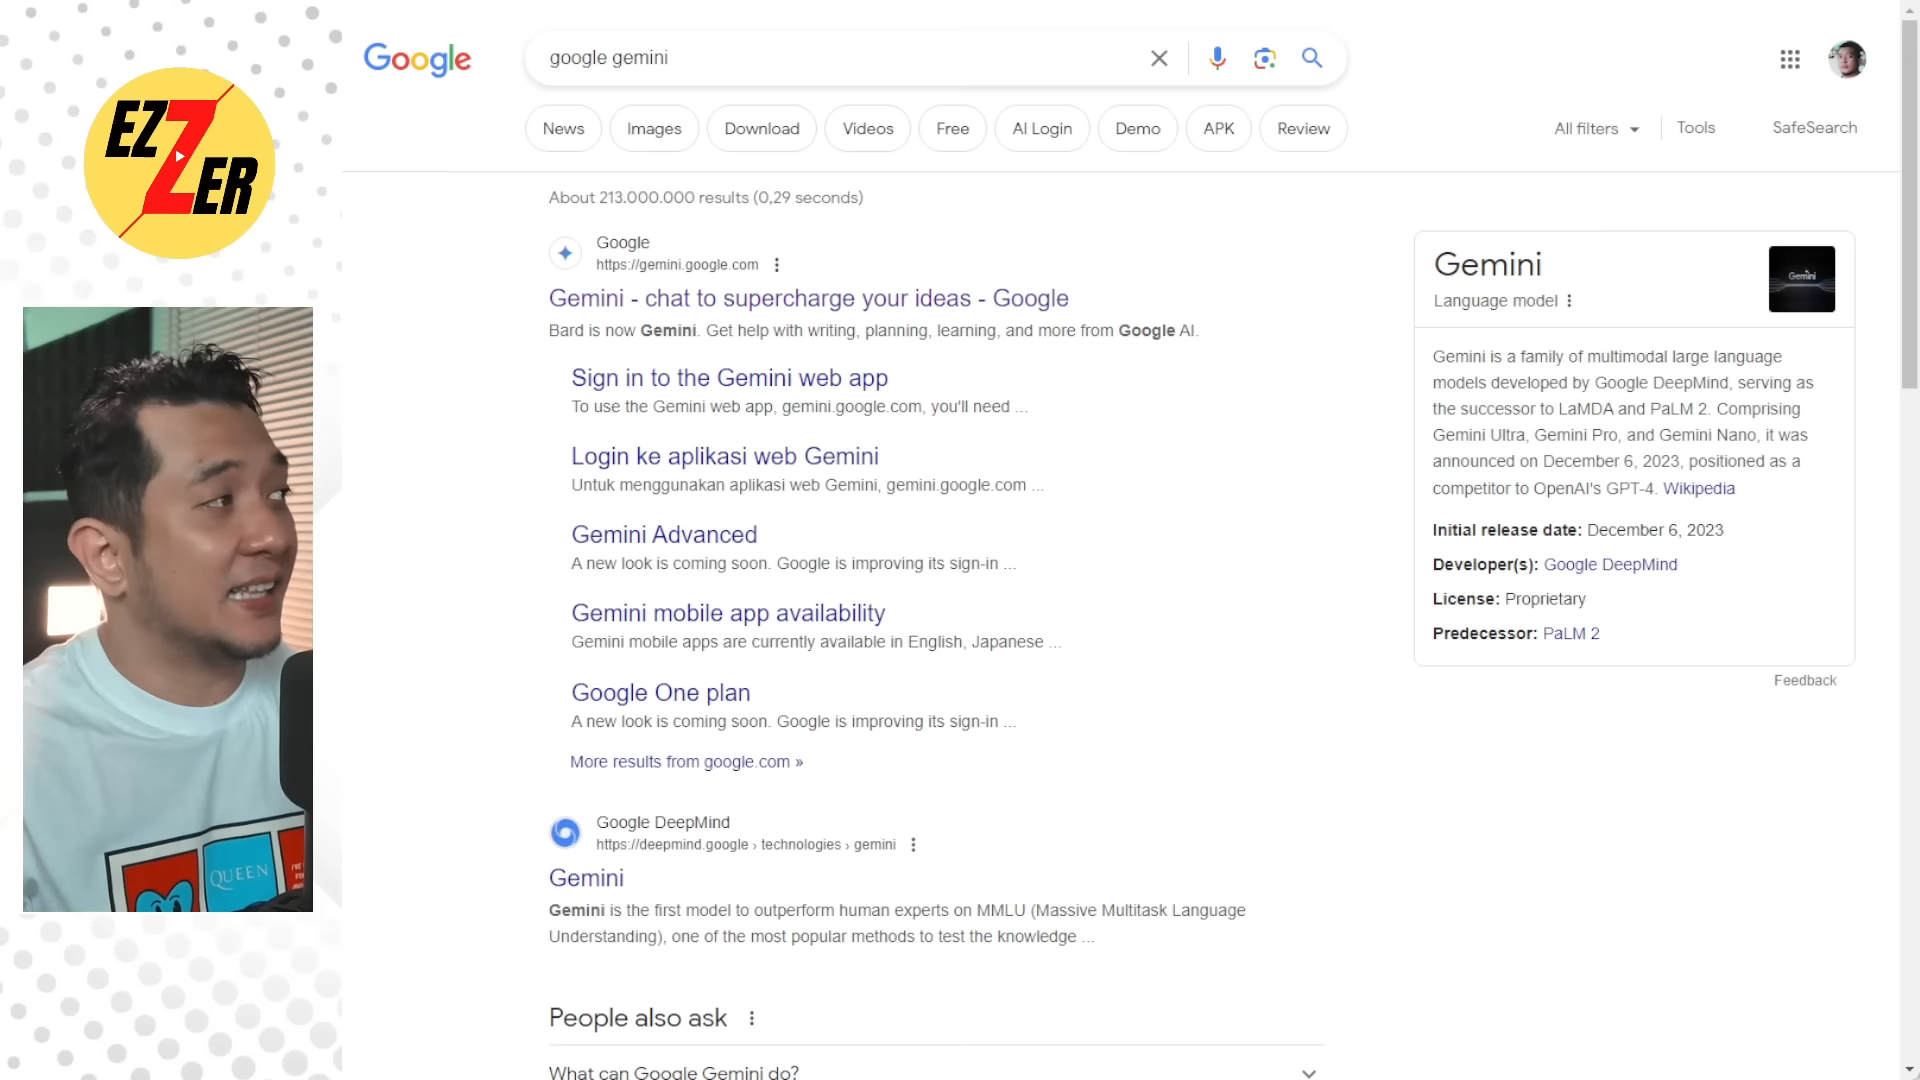 EZ
ZER
QUEEN
Google
google gemini
News
Images
Download
Videos
Free
AI Login
Demo
APK
Review
All filters
Tools
SafeSearch
About 213.000.000 results (0,29 seconds)
Google
https://gemini.google.com
Gemini - chat to supercharge your ideas - Google
Bard is now Gemini. Get help with writing, planning, learning, and more from Google AI.
Sign in to the Gemini web app
To use the Gemini web app, gemini.google.com, you'll need ...
Login ke aplikasi web Gemini
Untuk menggunakan aplikasi web Gemini, gemini.google.com ...
Gemini Advanced
A new look is coming soon. Google is improving its sign-in ...
Gemini mobile app availability
Gemini mobile apps are currently available in English, Japanese ...
Google One plan
A new look is coming soon. Google is improving its sign-in ...
More results from google.com »
Google DeepMind
https://deepmind.google › technologies › gemini
Gemini
Gemini is the first model to outperform human experts on MMLU (Massive Multitask Language
Understanding), one of the most popular methods to test the knowledge ...
People also ask
What can Google Gemini do?
Gemini
Language model
Gemini
Gemini is a family of multimodal large language
models developed by Google DeepMind, serving as
the successor to LaMDA and PaLM 2. Comprising
Gemini Ultra, Gemini Pro, and Gemini Nano, it was
announced on December 6, 2023, positioned as a
competitor to OpenAI's GPT-4. Wikipedia
Initial release date: December 6, 2023
Developer(s): Google DeepMind
License: Proprietary
Predecessor: PaLM 2
Feedback